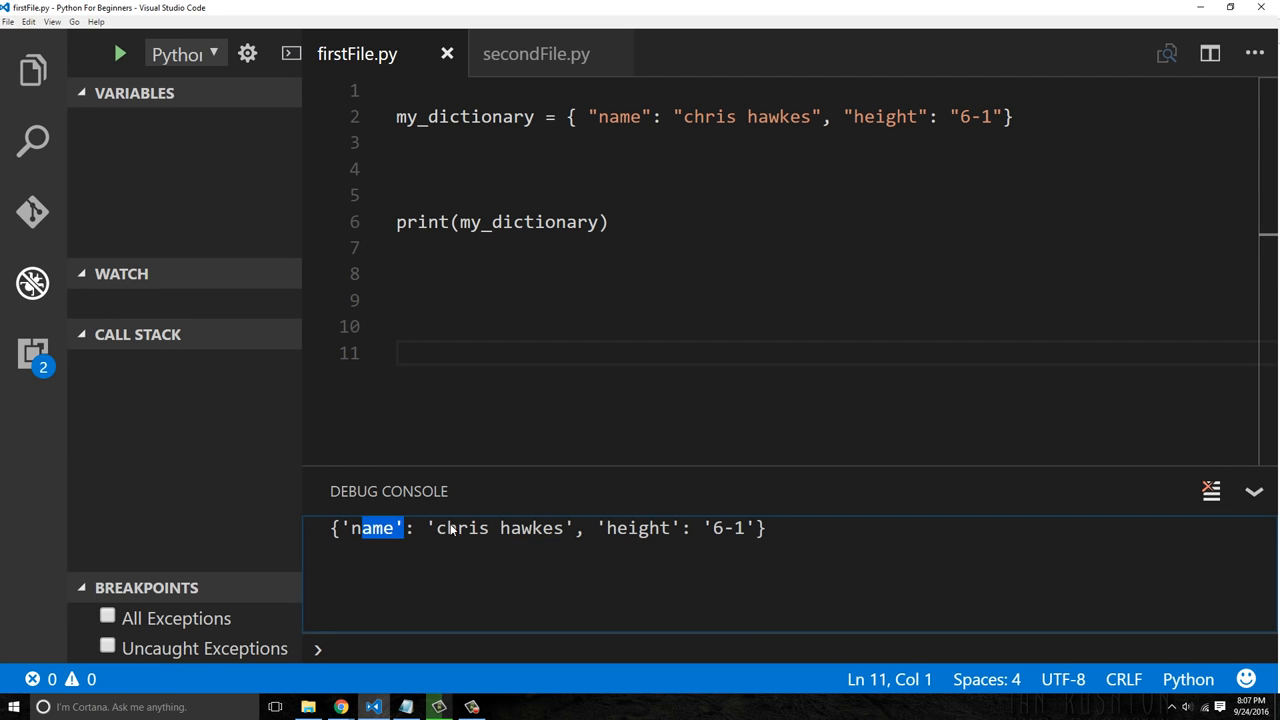 firstFile.py - Python For Beginners - Visual Studio Code
File Edit View Go Help
firstFile.py
secondFile.py
VARIABLES
WATCH
CALL STACK
2
BREAKPOINTS
All Exceptions
Uncaught Exceptions
1
2 my_dictionary = { "name": "chris hawkes", "height": "6-1"}
3
4
5
6 print(my_dictionary)
7
8
9
10
11
DEBUG CONSOLE
{'name': 'chris hawkes', 'height': '6-1'}
0 0
Ln 11, Col 1 Spaces: 4 UTF-8 CRLF Python
I'm Cortana. Ask me anything.
8:07 PM
9/24/2016